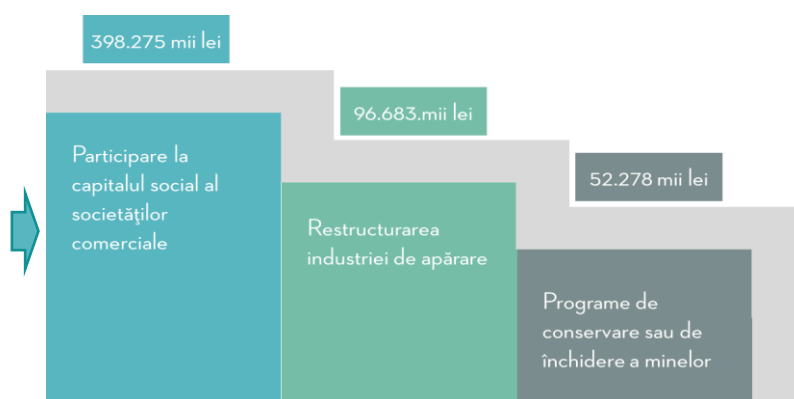 398.275 mii lei
Participare la
capitalul social al
societăţilor
comerciale
96.683.mii lei
Restructurarea
industriei de apărare
52.278 mii lei
Programe de
conservare sau de
închidere a minelor